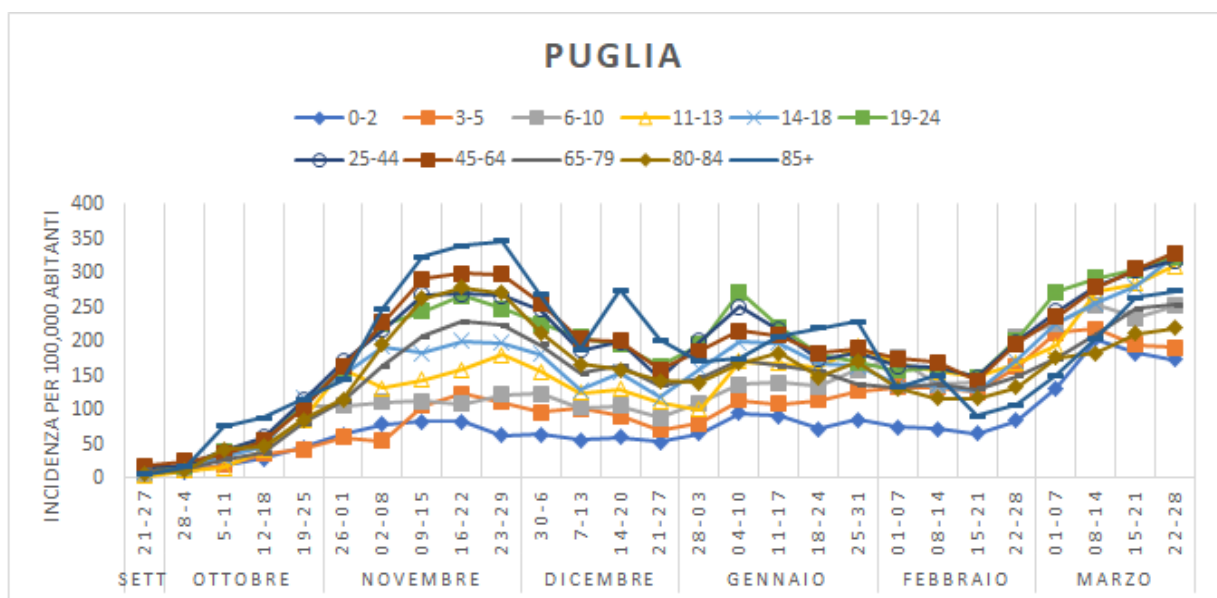 PUGLIA
0-2 3-5 6-10 11-13 14-18 19-24
25-44 45-64 65-79 80-84 85+
INCIDENZA PER 100,000 ABITANTI
400
350
300
250
200
150
100
50
0
21-27 28-4 5-11 12-18 19-25 26-01 02-08 09-15 16-22 23-29 30-6 7-13 14-20 21-27 28-03 04-10 11-17 18-24 25-31 01-07 08-14 15-21 22-28 01-07 08-14 15-21 22-28
SETT OTTOBRE NOVEMBRE DICEMBRE GENNAIO FEBBRAIO MARZO